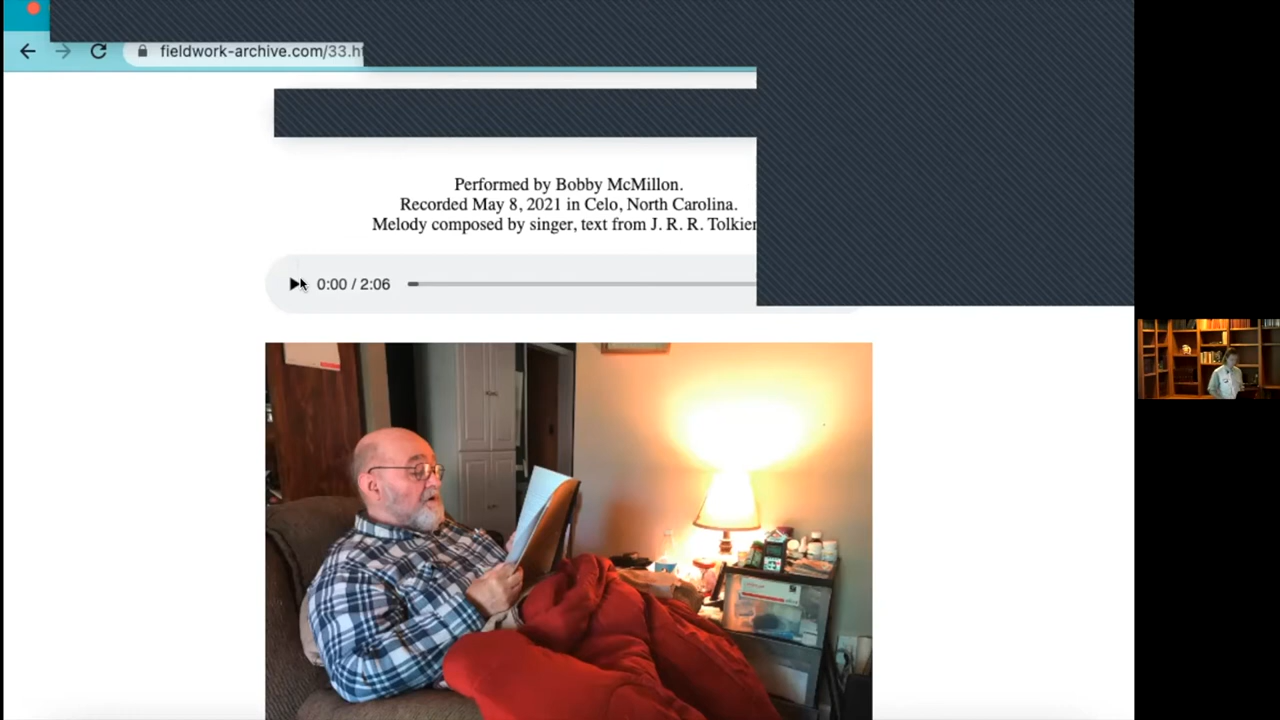 fieldwork-archive.com/33.h
Performed by Bobby McMillon.
Recorded May 8, 2021 in Celo, North Carolina.
Melody composed by singer, text from J. R. R. Tolkien
0:00 / 2:06